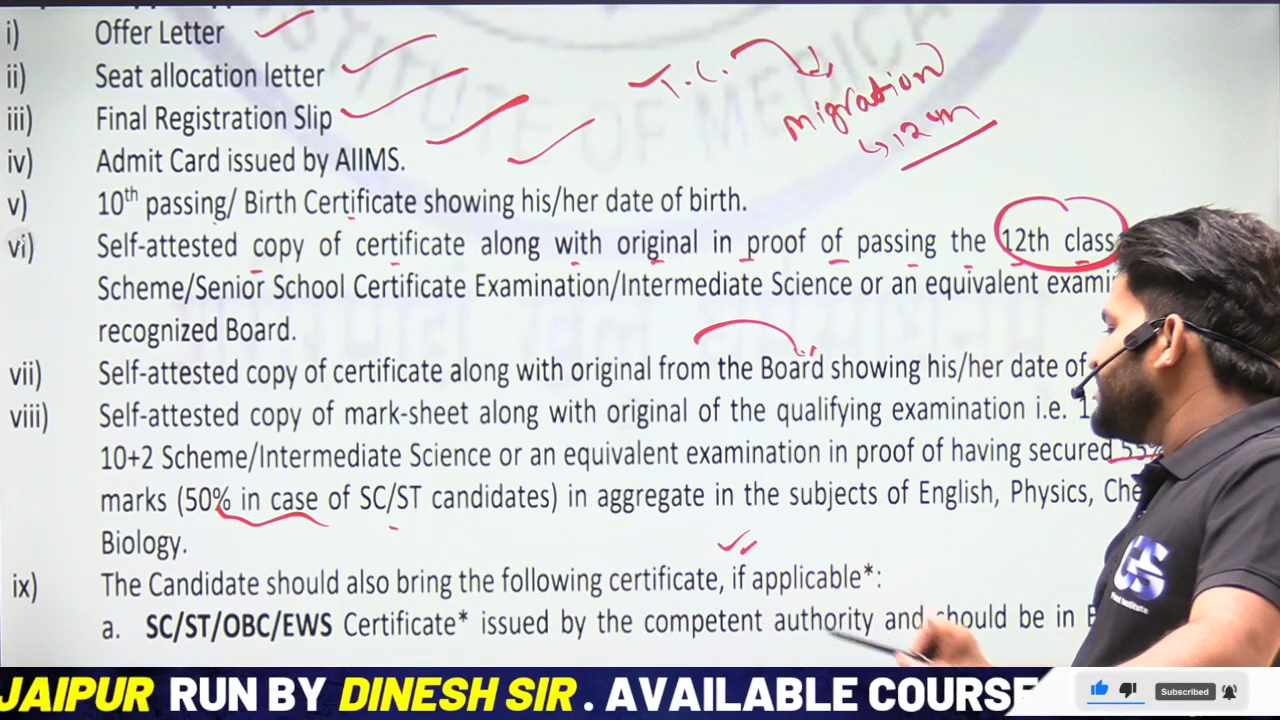 i) Offer Letter
ii) Seat allocation letter
iii) Final Registration Slip
iv) Admit Card issued by AIIMS.
T.C.
migration
12th
v) 10th passing/ Birth Certificate showing his/her date of birth.
vi) Self-attested copy of certificate along with original in proof of passing the 12th class
Scheme/Senior School Certificate Examination/Intermediate Science or an equivalent
recognized Board.
vii) Self-attested copy of certificate along with original from the Board showing his/her date of
viii) Self-attested copy of mark-sheet along with original of the qualifying examination i.e.
10+2 Scheme/Intermediate Science or an equivalent examination in proof of having secured 55%
marks (50% in case of SC/ST candidates) in aggregate in the subjects of English, Physics,
Biology.
ix) The Candidate should also bring the following certificate, if applicable*:
a. SC/ST/OBC/EWS Certificate* issued by the competent authority and should be in
INSTITUTE OF MEDICA
JAIPUR RUN BY DINESH SIR. AVAILABLE COURSE
Subscribed